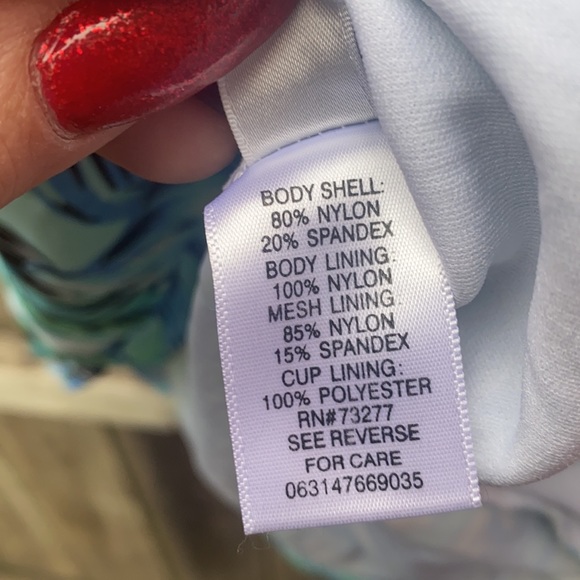 BODY SHELL:
80% NYLON
20% SPANDEX
BODY LINING:
100% NYLON
MESH LINING
85% NYLON
15% SPANDEX
CUP LINING:
100% POLYESTER
RN#73277
SEE REVERSE
FOR CARE
063147669035